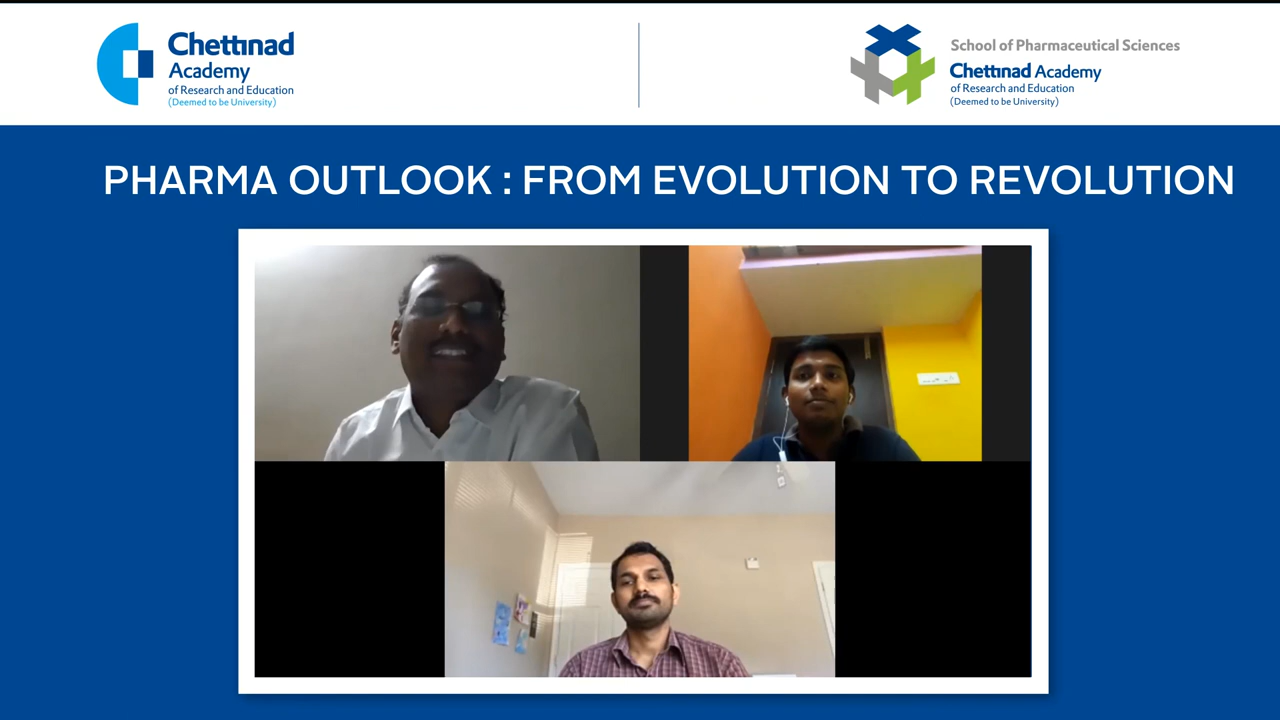 Chettinad
Academy
of Research and Education
(Deemed to be University)
School of Pharmaceutical Sciences
Chettinad Academy
of Research and Education
(Deemed to be University)
PHARMA OUTLOOK : FROM EVOLUTION TO REVOLUTION